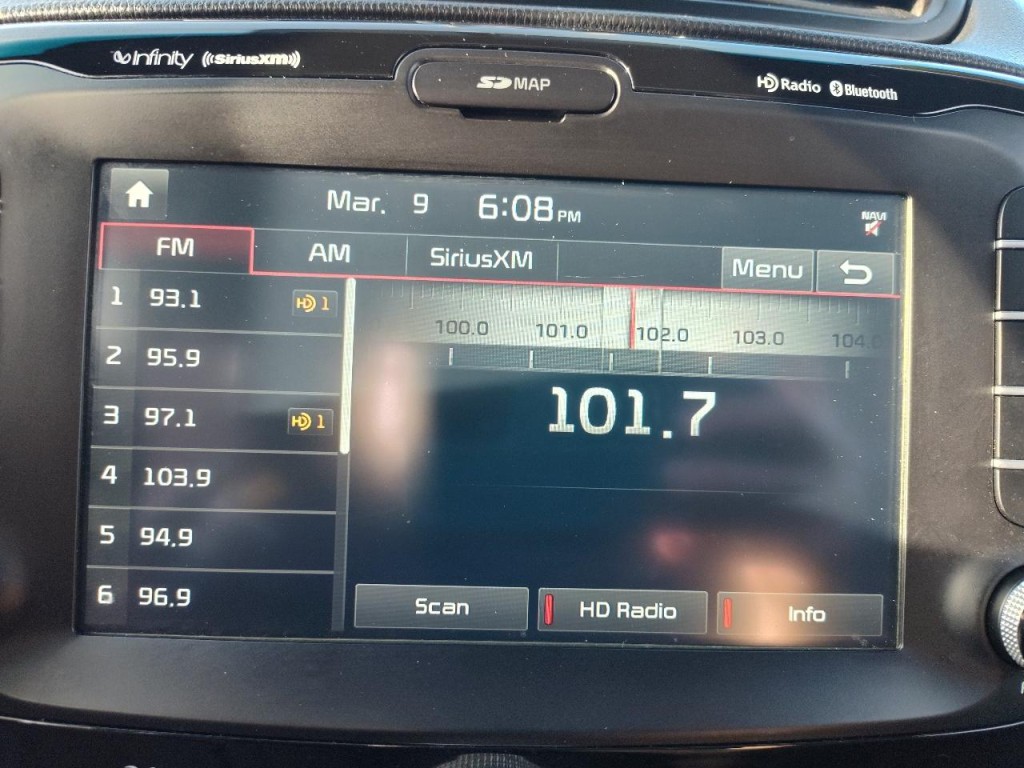 Infinity ((SiriusXM)) SD MAP HD Radio Bluetooth
Mar. 9 6:08 PM NAVI
FM AM SiriusXM Menu
1 93.1 HD 1
2 95.9
3 97.1 HD 1
4 103.9
5 94.9
6 96.9
100.0 101.0 102.0 103.0 104.0
101.7
Scan HD Radio Info